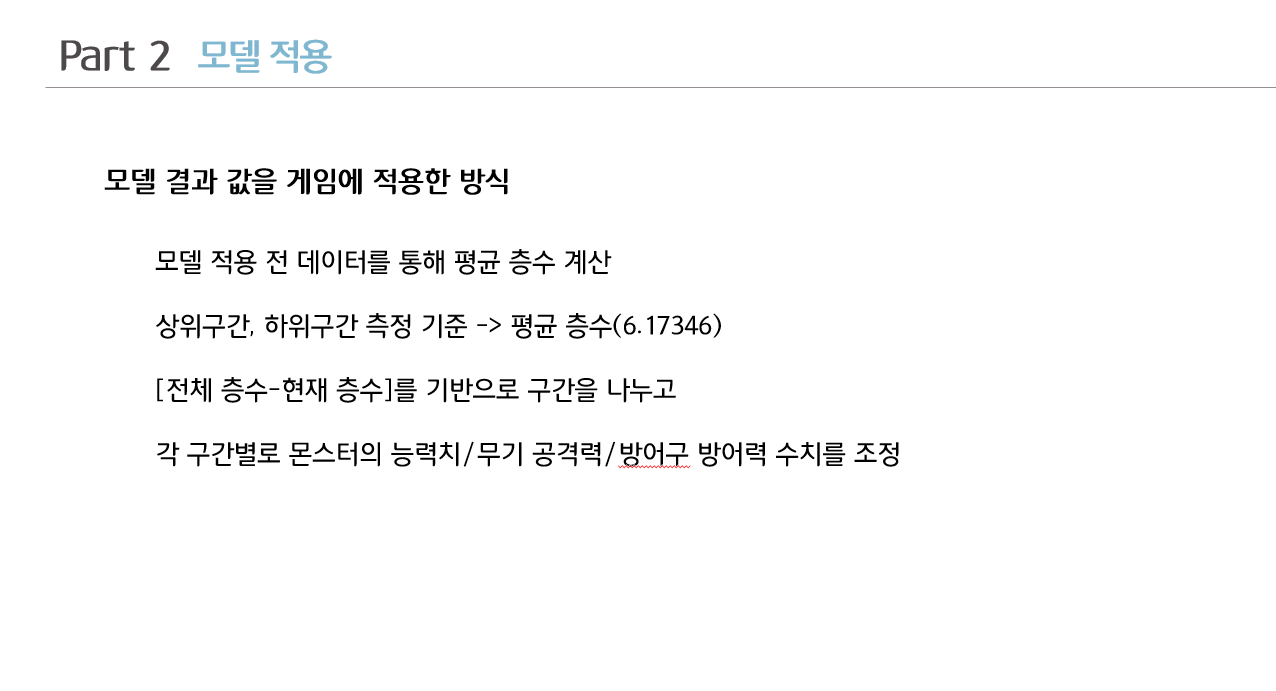 Part 2 모델 적용
모델 결과 값을 게임에 적용한 방식
모델 적용 전 데이터를 통해 평균 층수 계산
상위구간, 하위구간 측정 기준 -> 평균 층수(6.17346)
[전체 층수-현재 층수]를 기반으로 구간을 나누고
각 구간별로 몬스터의 능력치/무기 공격력/방어구 방어력 수치를 조정